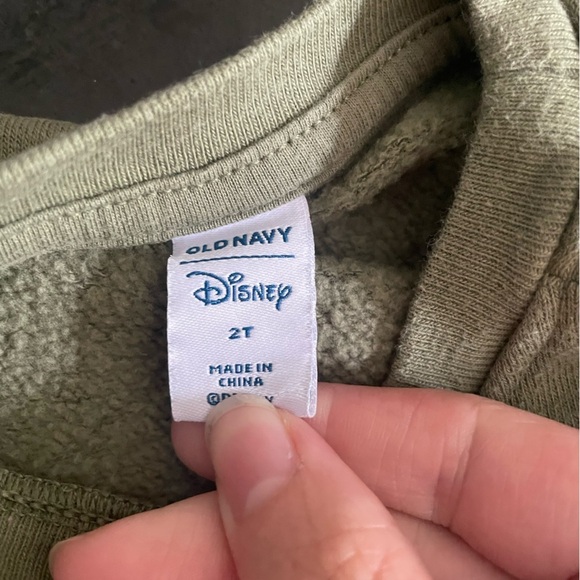 OLD NAVY
Disney
2T
MADE IN
CHINA